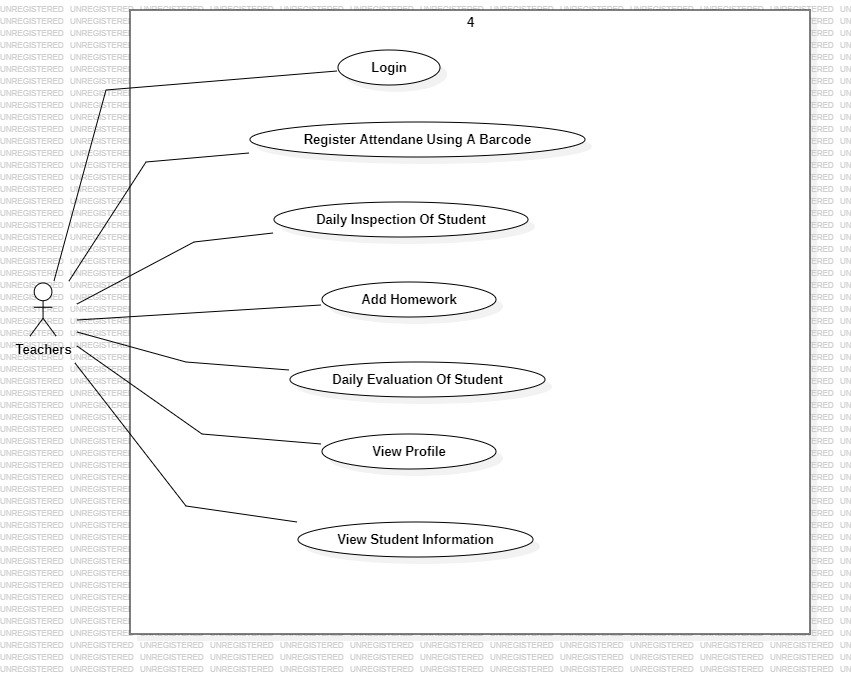 4
Login
Register Attendane Using A Barcode
Daily Inspection Of Student
Add Homework
Teachers
Daily Evaluation Of Student
View Profile
View Student Information
UNREGISTERED